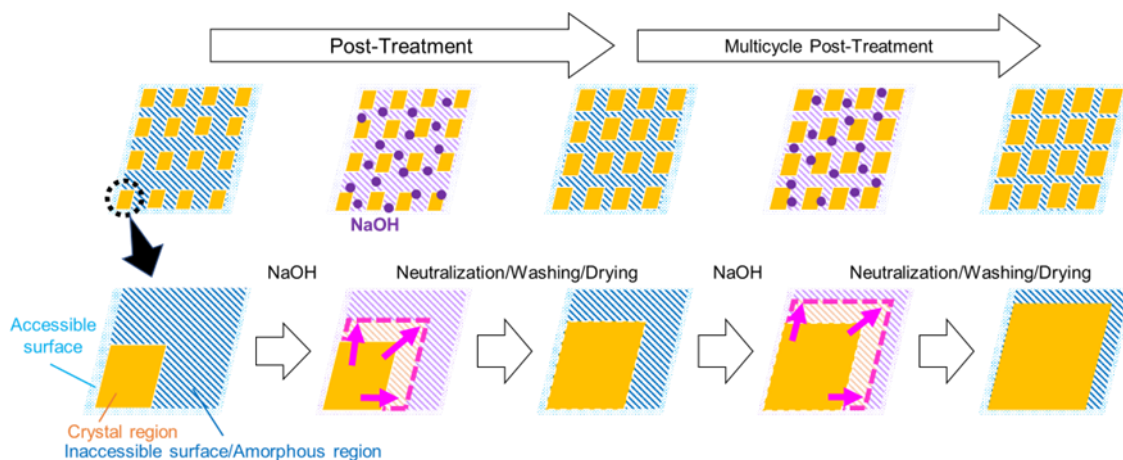 Post-Treatment
Multicycle Post-Treatment
NaOH
NaOH
Neutralization/Washing/Drying
NaOH
Neutralization/Washing/Drying
Accessible
surface
Crystal region
Inaccessible surface/Amorphous region